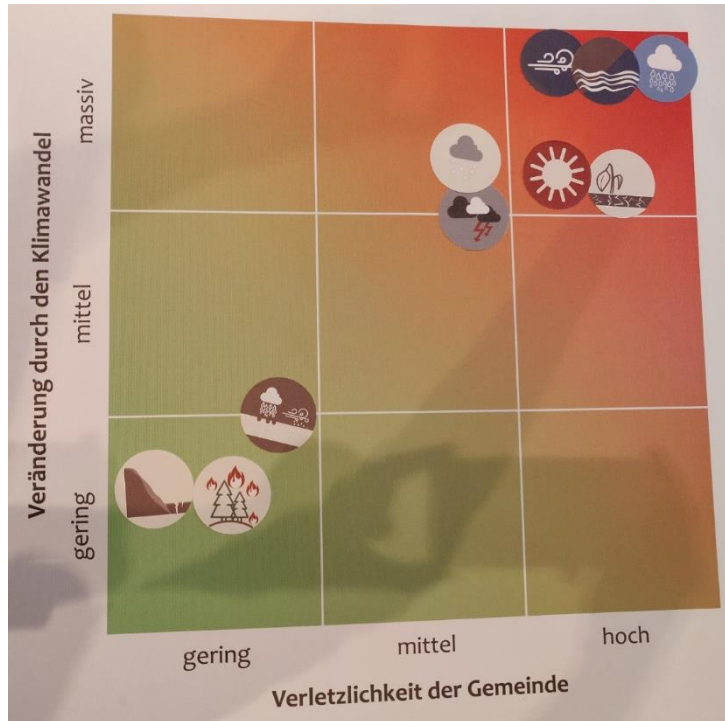 Veränderung durch den Klimawandel
massiv
mittel
gering
gering
mittel
hoch
Verletzlichkeit der Gemeinde